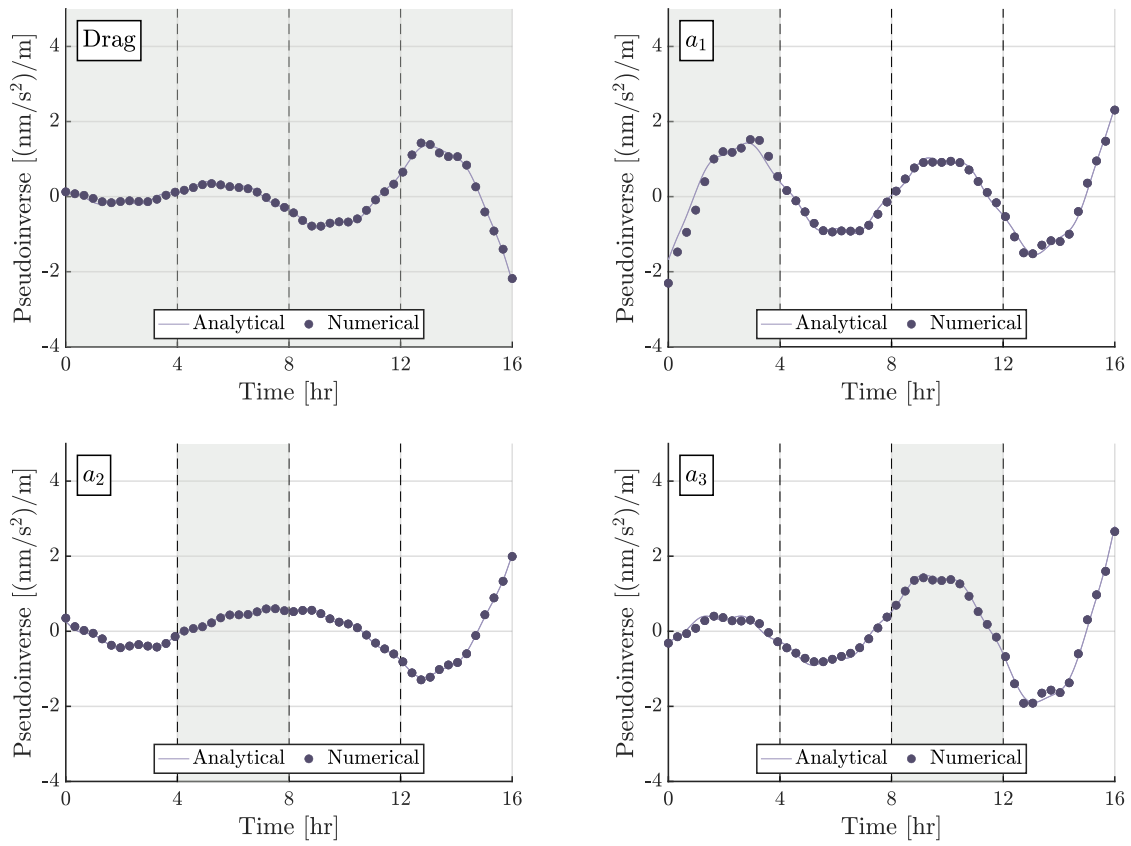 Drag
Pseudoinverse [(nm/s²)/m]
4
2
0
-2
-4
Analytical Numerical
0 4 8 12 16
Time [hr]
a₁
Pseudoinverse [(nm/s²)/m]
4
2
0
-2
-4
Analytical Numerical
0 4 8 12 16
Time [hr]
a₂
Pseudoinverse [(nm/s²)/m]
4
2
0
-2
-4
Analytical Numerical
0 4 8 12 16
Time [hr]
a₃
Pseudoinverse [(nm/s²)/m]
4
2
0
-2
-4
Analytical Numerical
0 4 8 12 16
Time [hr]